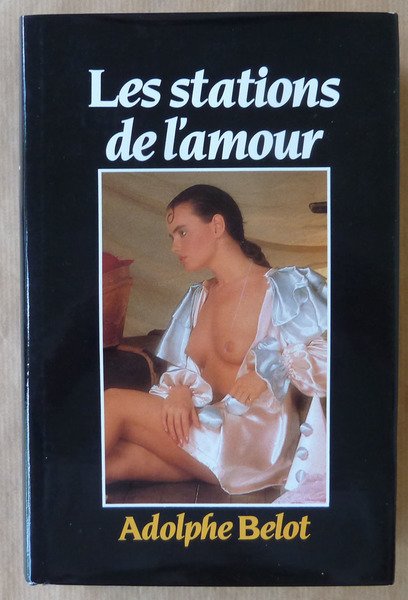 Les stations
de l'amour
Adolphe Belot